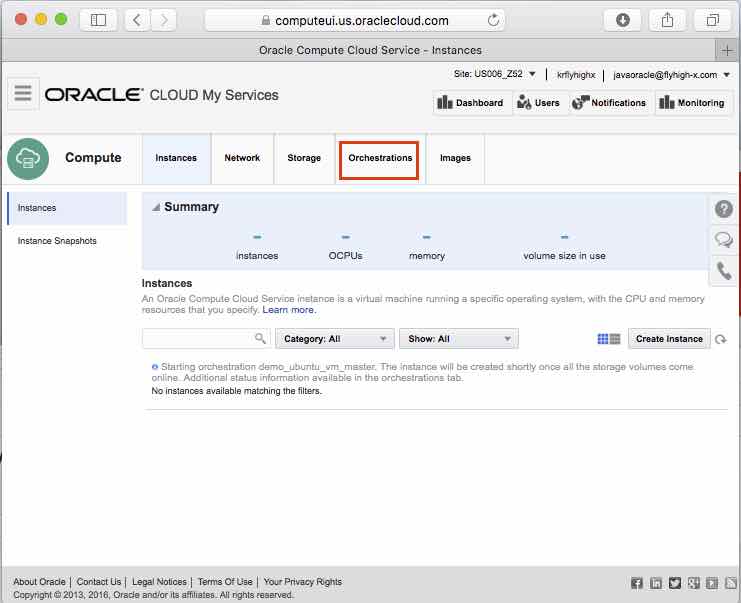 computeui.us.oraclecloud.com
Oracle Compute Cloud Service - Instances
Site: US006_Z52 krflyhighx javaoracle@flyhigh-x.com
ORACLE CLOUD My Services
Dashboard Users Notifications Monitoring
Compute Instances Network Storage Orchestrations Images
Instances
Instance Snapshots
Summary
- - - -
instances OCPUs memory volume size in use
Instances
An Oracle Compute Cloud Service instance is a virtual machine running a specific operating system, with the CPU and memory
resources that you specify. Learn more.
Category: All Show: All Create Instance
Starting orchestration demo_ubuntu_vm_master. The instance will be created shortly once all the storage volumes come
online. Additional status information available in the orchestrations tab.
No instances available matching the filters.
About Oracle | Contact Us | Legal Notices | Terms Of Use | Your Privacy Rights
Copyright © 2013, 2016, Oracle and/or its affiliates. All rights reserved.